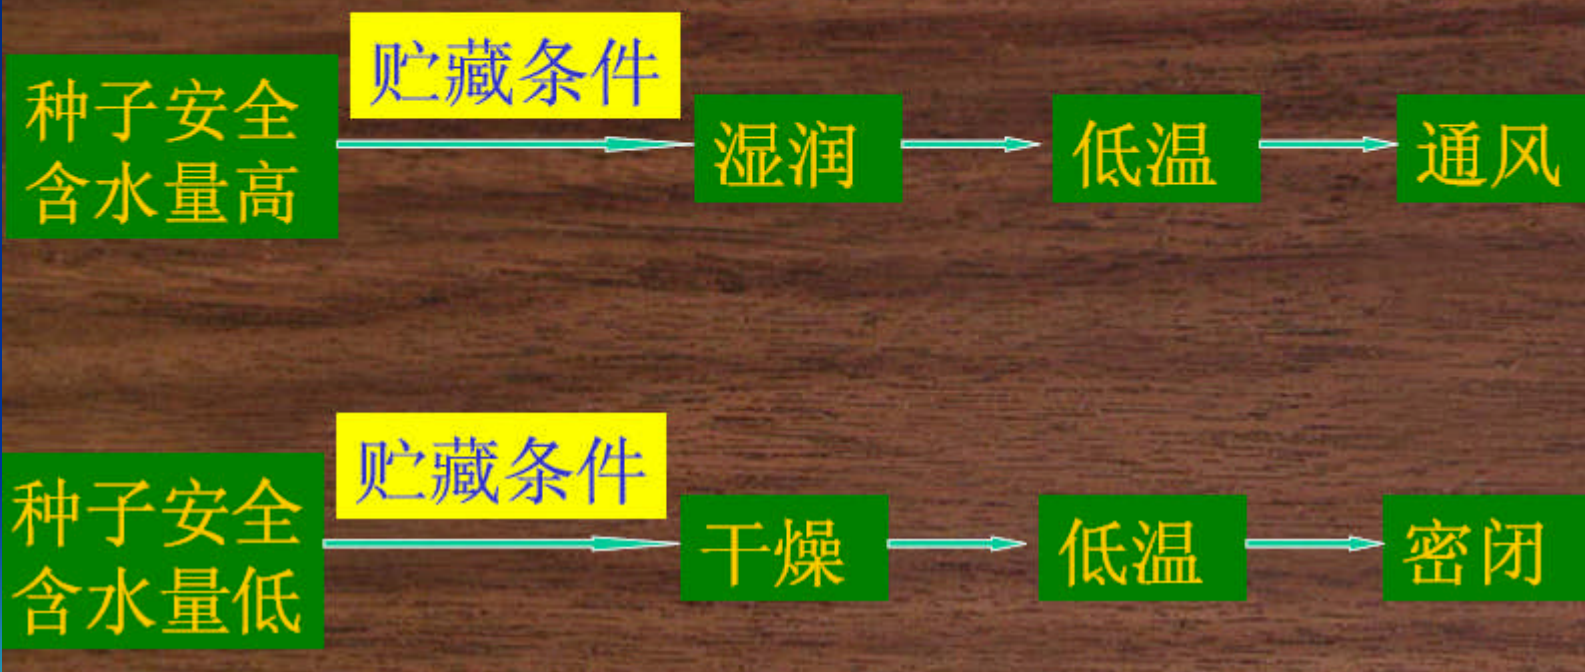 贮藏条件
种子安全
含水量高
湿润
低温
通风
贮藏条件
种子安全
含水量低
干燥
低温
密闭